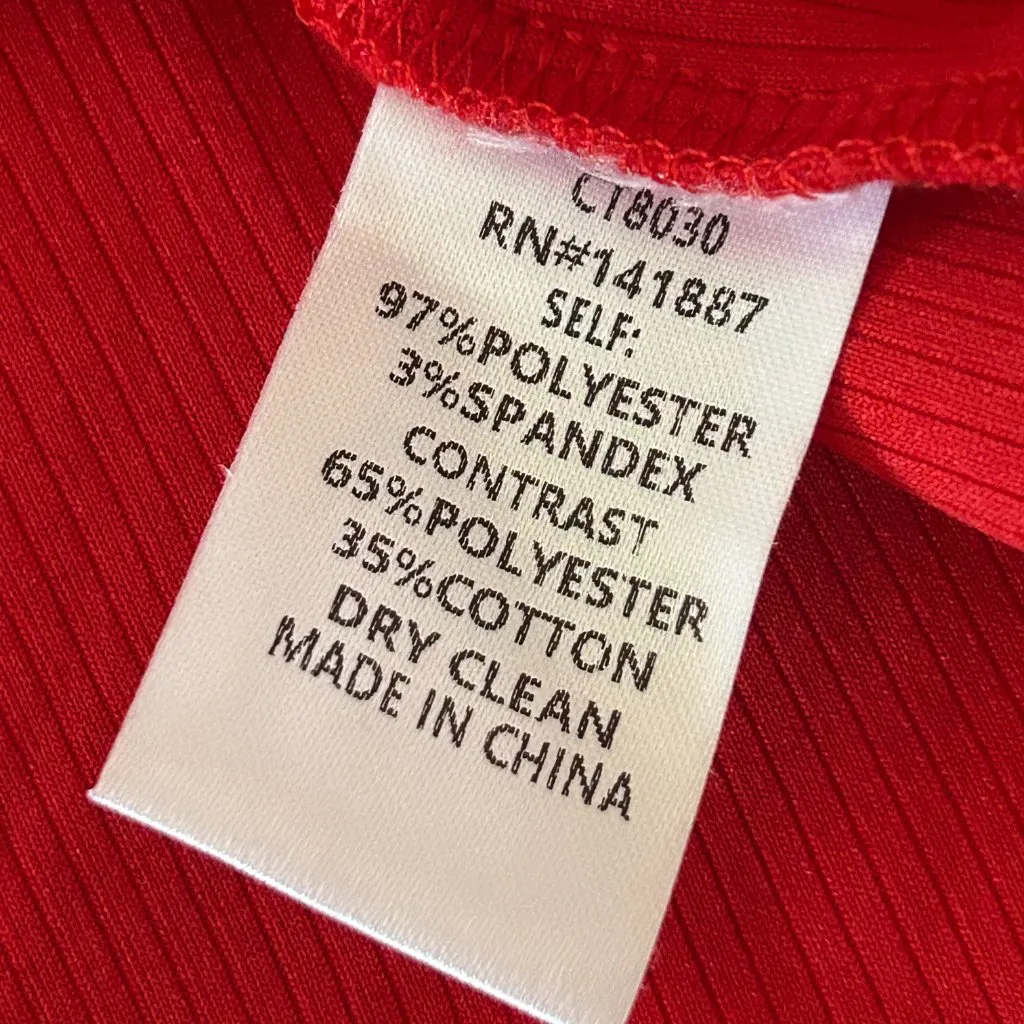 CT8030
RN#141887
SELF:
97%POLYESTER
3%SPANDEX
CONTRAST
65%POLYESTER
35%COTTON
DRY CLEAN
MADE IN CHINA